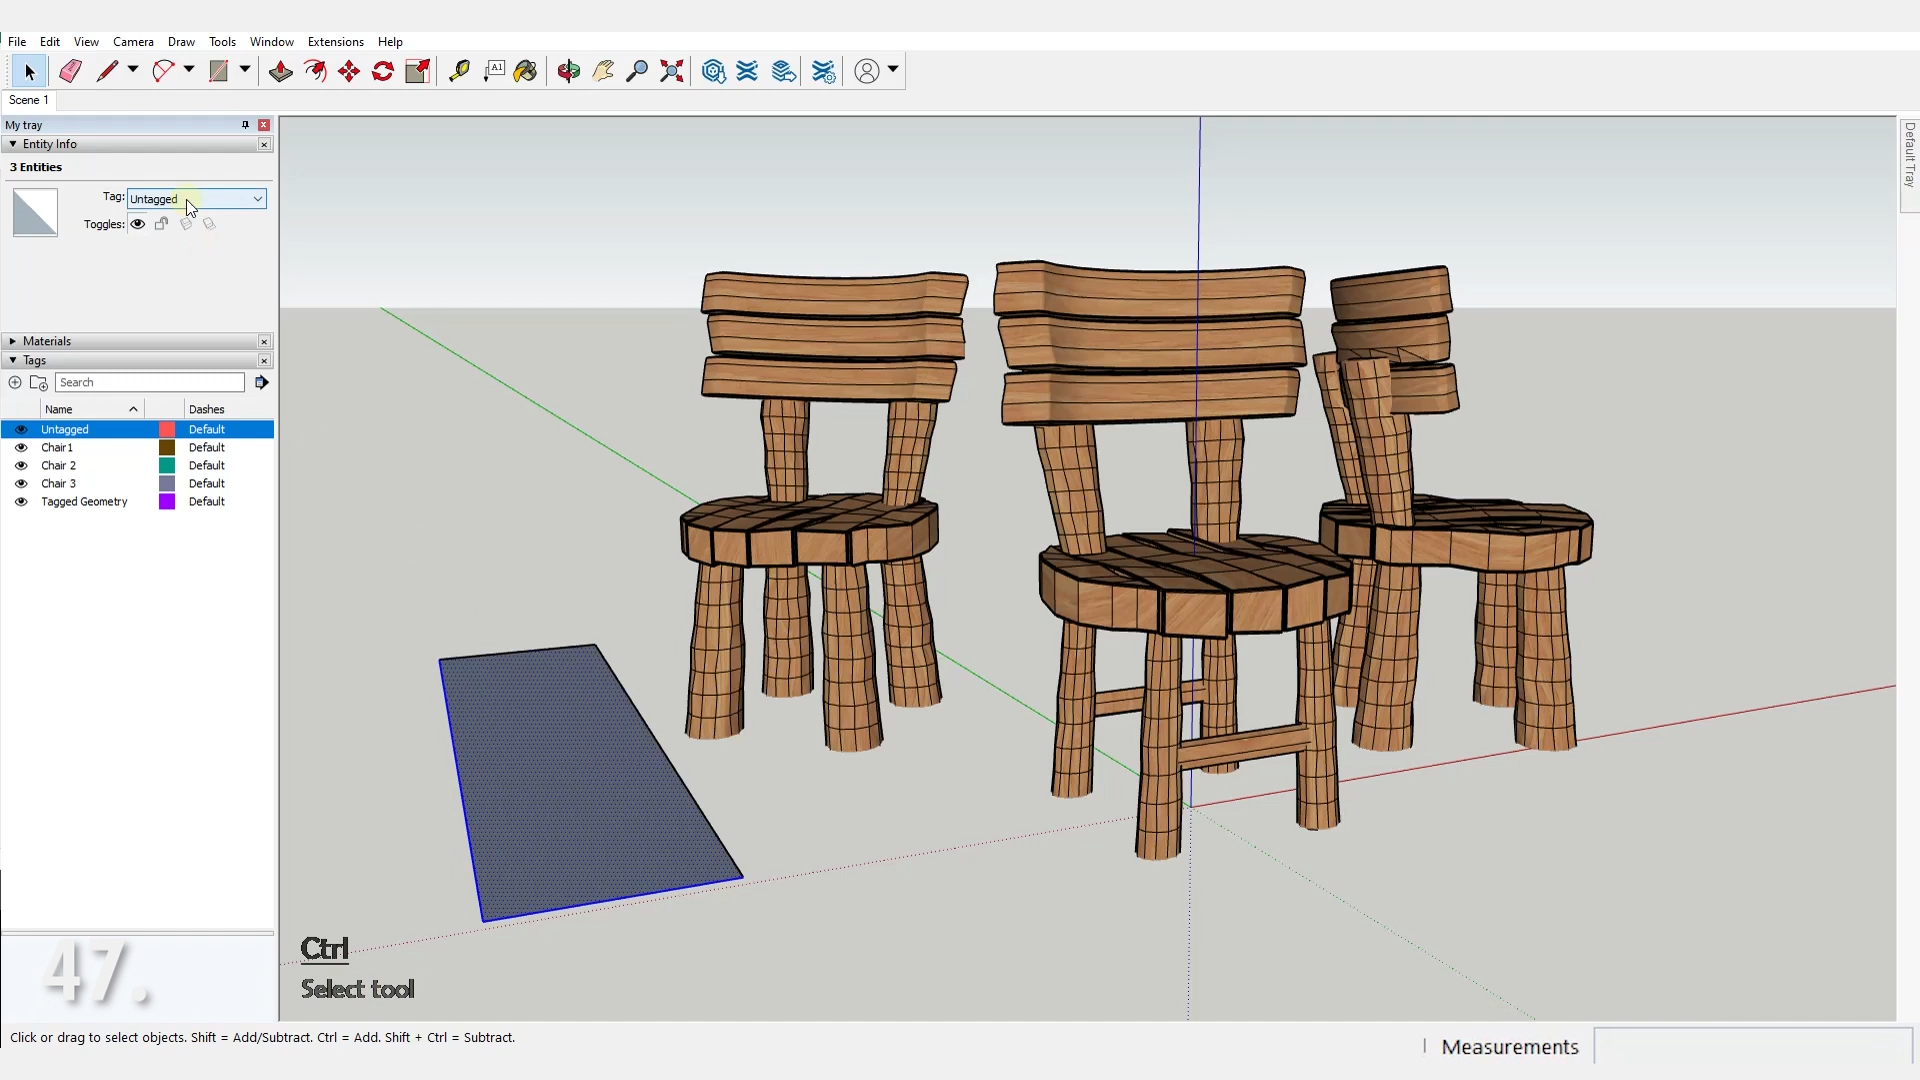 File Edit View Camera Draw Tools Window Extensions Help
A1
Scene 1
My tray
Entity Info
3 Entities
Tag: Untagged
Toggles:
Materials
Tags
Search
Name Dashes
Untagged Default
Chair1 Default
Chair 2 Default
Chair 3 Default
Tagged Geometry Default
Default Tray
47.
Ctrl
Select tool
Click or drag to select objects. Shift = Add/Subtract. Ctrl = Add. Shift + Ctrl = Subtract.
Measurements